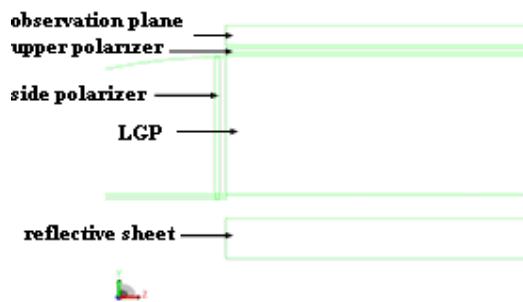 observation plane
upper polarizer
side polarizer
LGP
reflective sheet
Y
Z